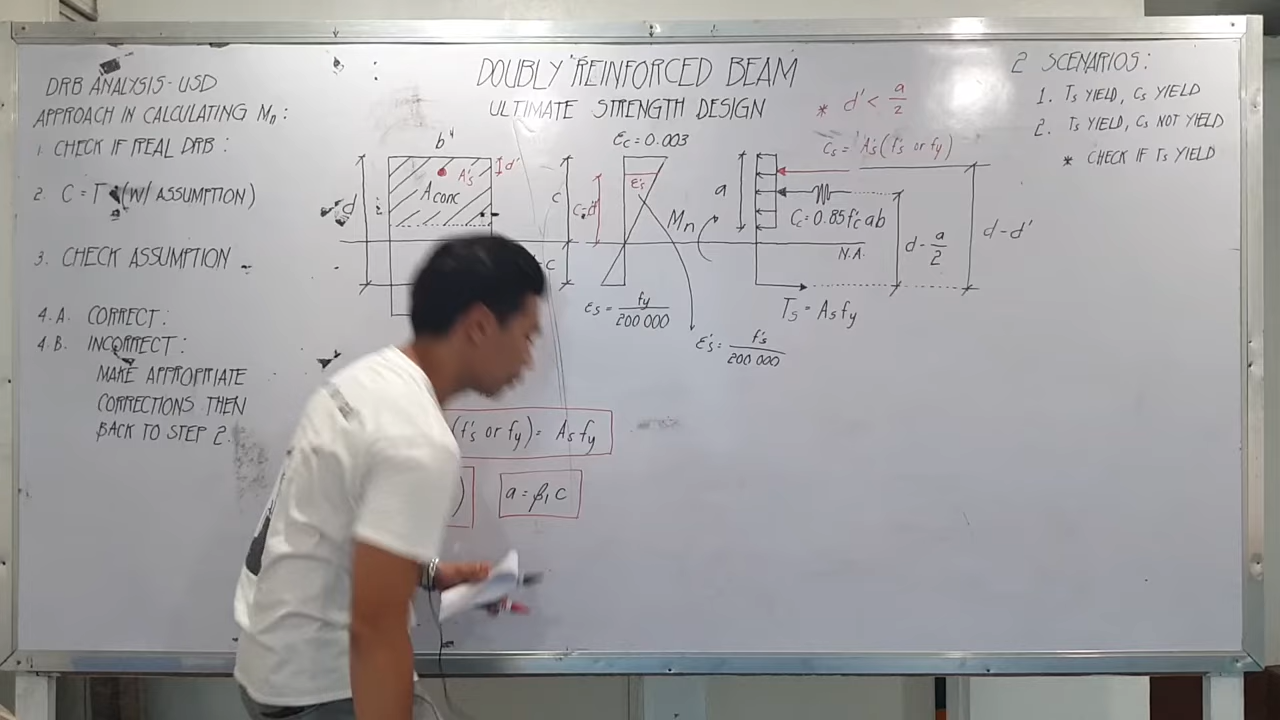 DRB ANALYSIS - USD
APPROACH IN CALCULATING Mn :
1. CHECK IF REAL DRB :
2. C = T (W/ ASSUMPTION)
3. CHECK ASSUMPTION
4.A. CORRECT :
4.B. INCORRECT :
MAKE APPROPRIATE
CORRECTIONS THEN
BACK TO STEP 2.
DOUBLY REINFORCED BEAM
ULTIMATE STRENGTH DESIGN
* d' < a/2
b
d'
A's
Aconc
d
c
c
εc = 0.003
ε's
εs = fy/200 000
ε's = f's/200 000
Mn
a
Cs = A's (f's or fy)
Cc = 0.85f'c ab
N.A.
Ts = As fy
d - a/2
d - d'
(f's or fy) = As fy
)
a = β1 c
2 SCENARIOS :
1. Ts YIELD, Cs YIELD
2. Ts YIELD, Cs NOT YIELD
* CHECK IF Ts YIELD